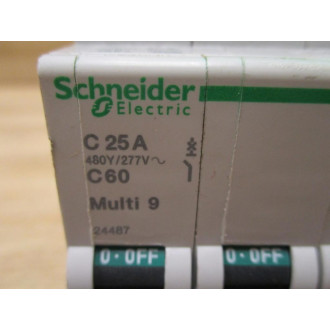 Schneider
Electric
C 25A
480Y/277V~
C60
Multi 9
24487
0·OFF 0·OFF